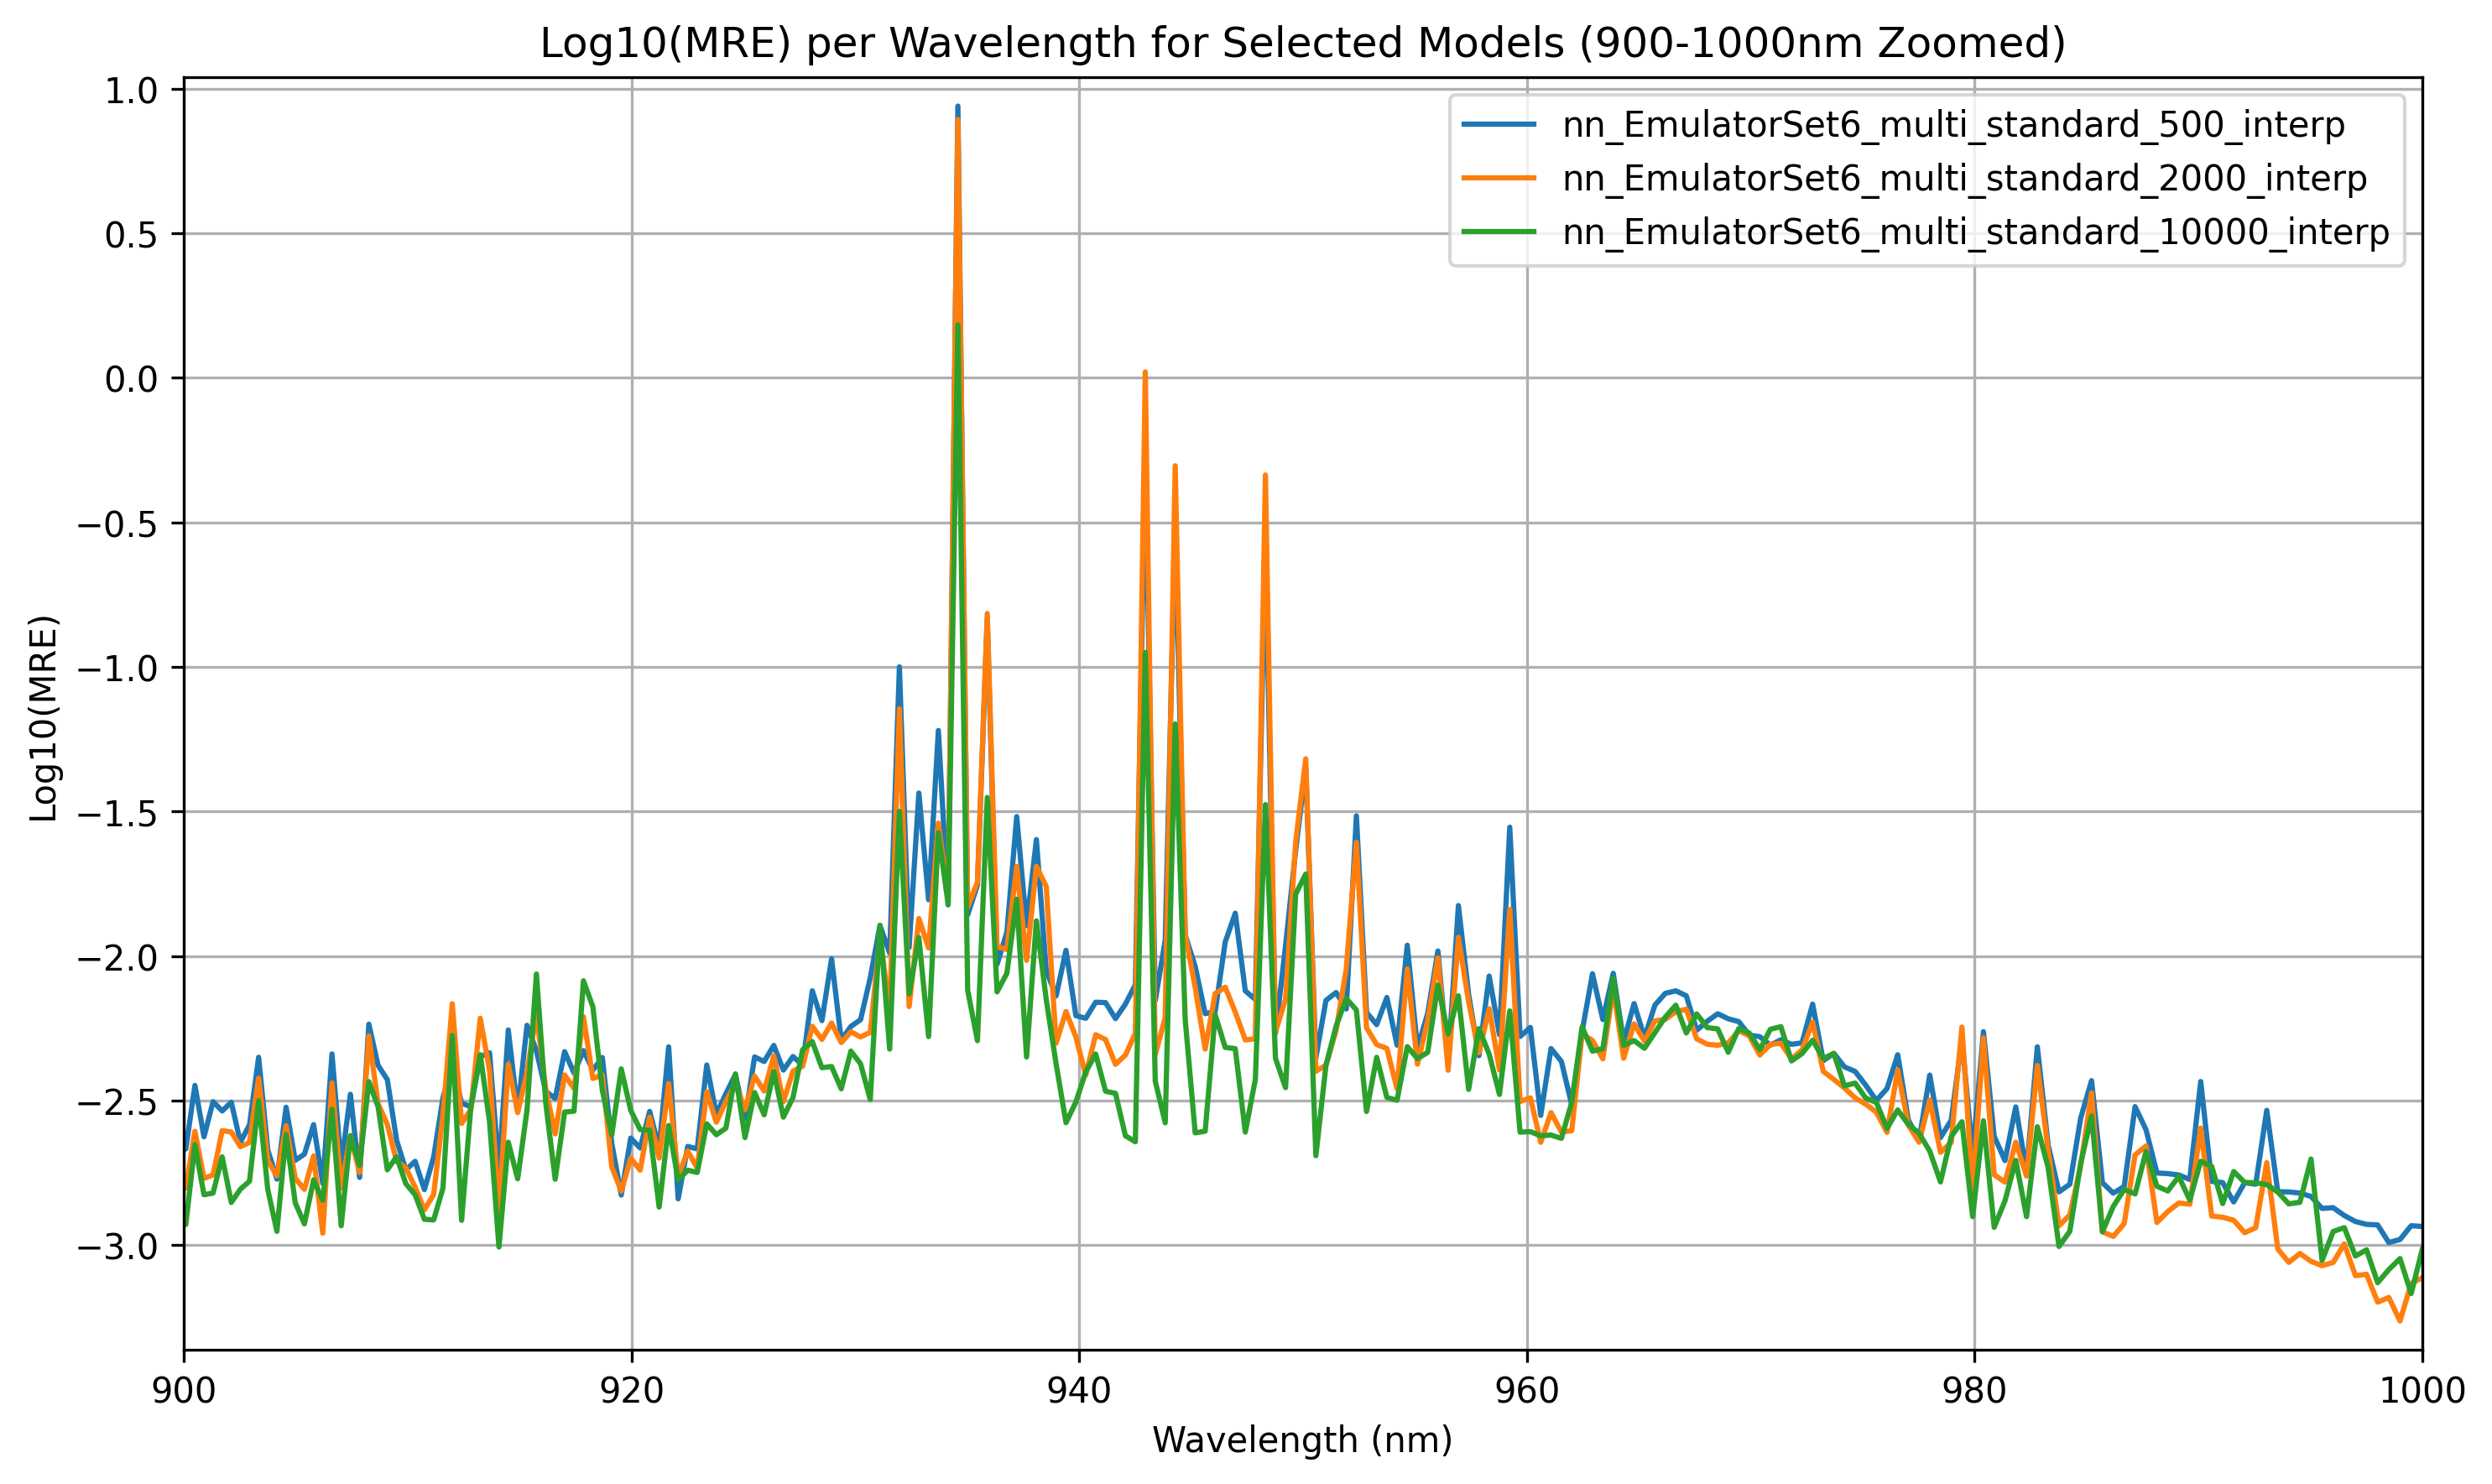 Log10(MRE) per Wavelength for Selected Models (900-1000nm Zoomed)
nn_EmulatorSet6_multi_standard_500_interp
nn_EmulatorSet6_multi_standard_2000_interp
nn_EmulatorSet6_multi_standard_10000_interp
Log10(MRE)
1.0
0.5
0.0
−0.5
−1.0
−1.5
−2.0
−2.5
−3.0
900 920 940 960 980 1000
Wavelength (nm)